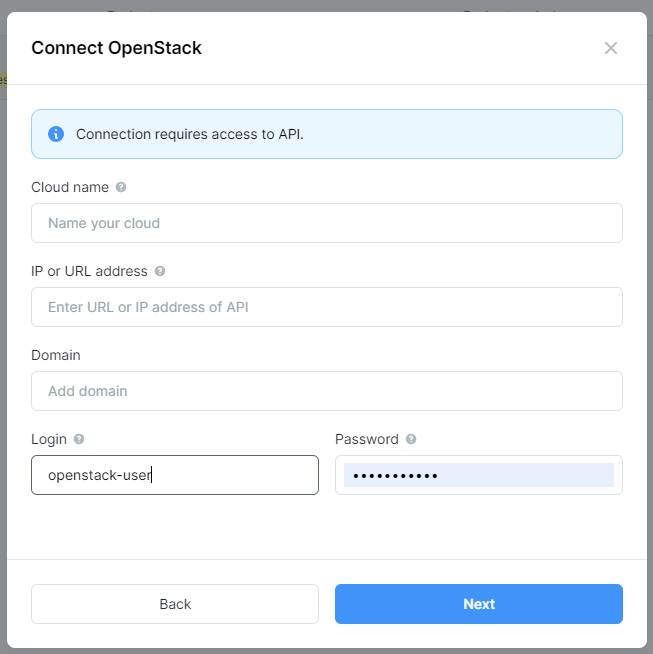 Connect OpenStack
Connection requires access to API.
Cloud name
Name your cloud
IP or URL address
Enter URL or IP address of API
Domain
Add domain
Login
Password
openstack-user
•••••••••••
Back
Next